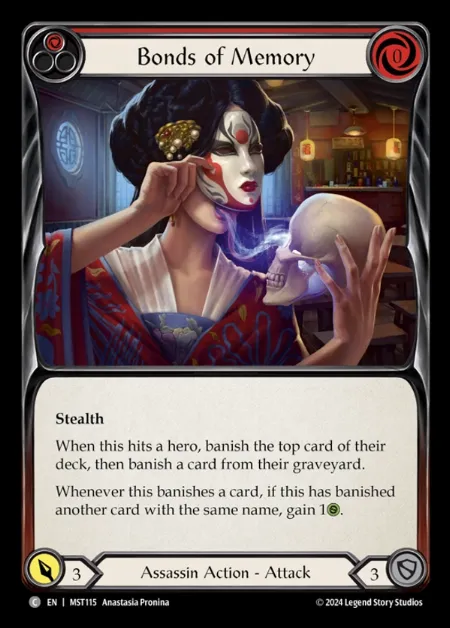 Bonds of Memory
0
Stealth
When this hits a hero, banish the top card of their
deck, then banish a card from their graveyard.
Whenever this banishes a card, if this has banished
another card with the same name, gain 1.
3
Assassin Action - Attack
3
C EN | MST115 Anastasia Pronina
© 2024 Legend Story Studios